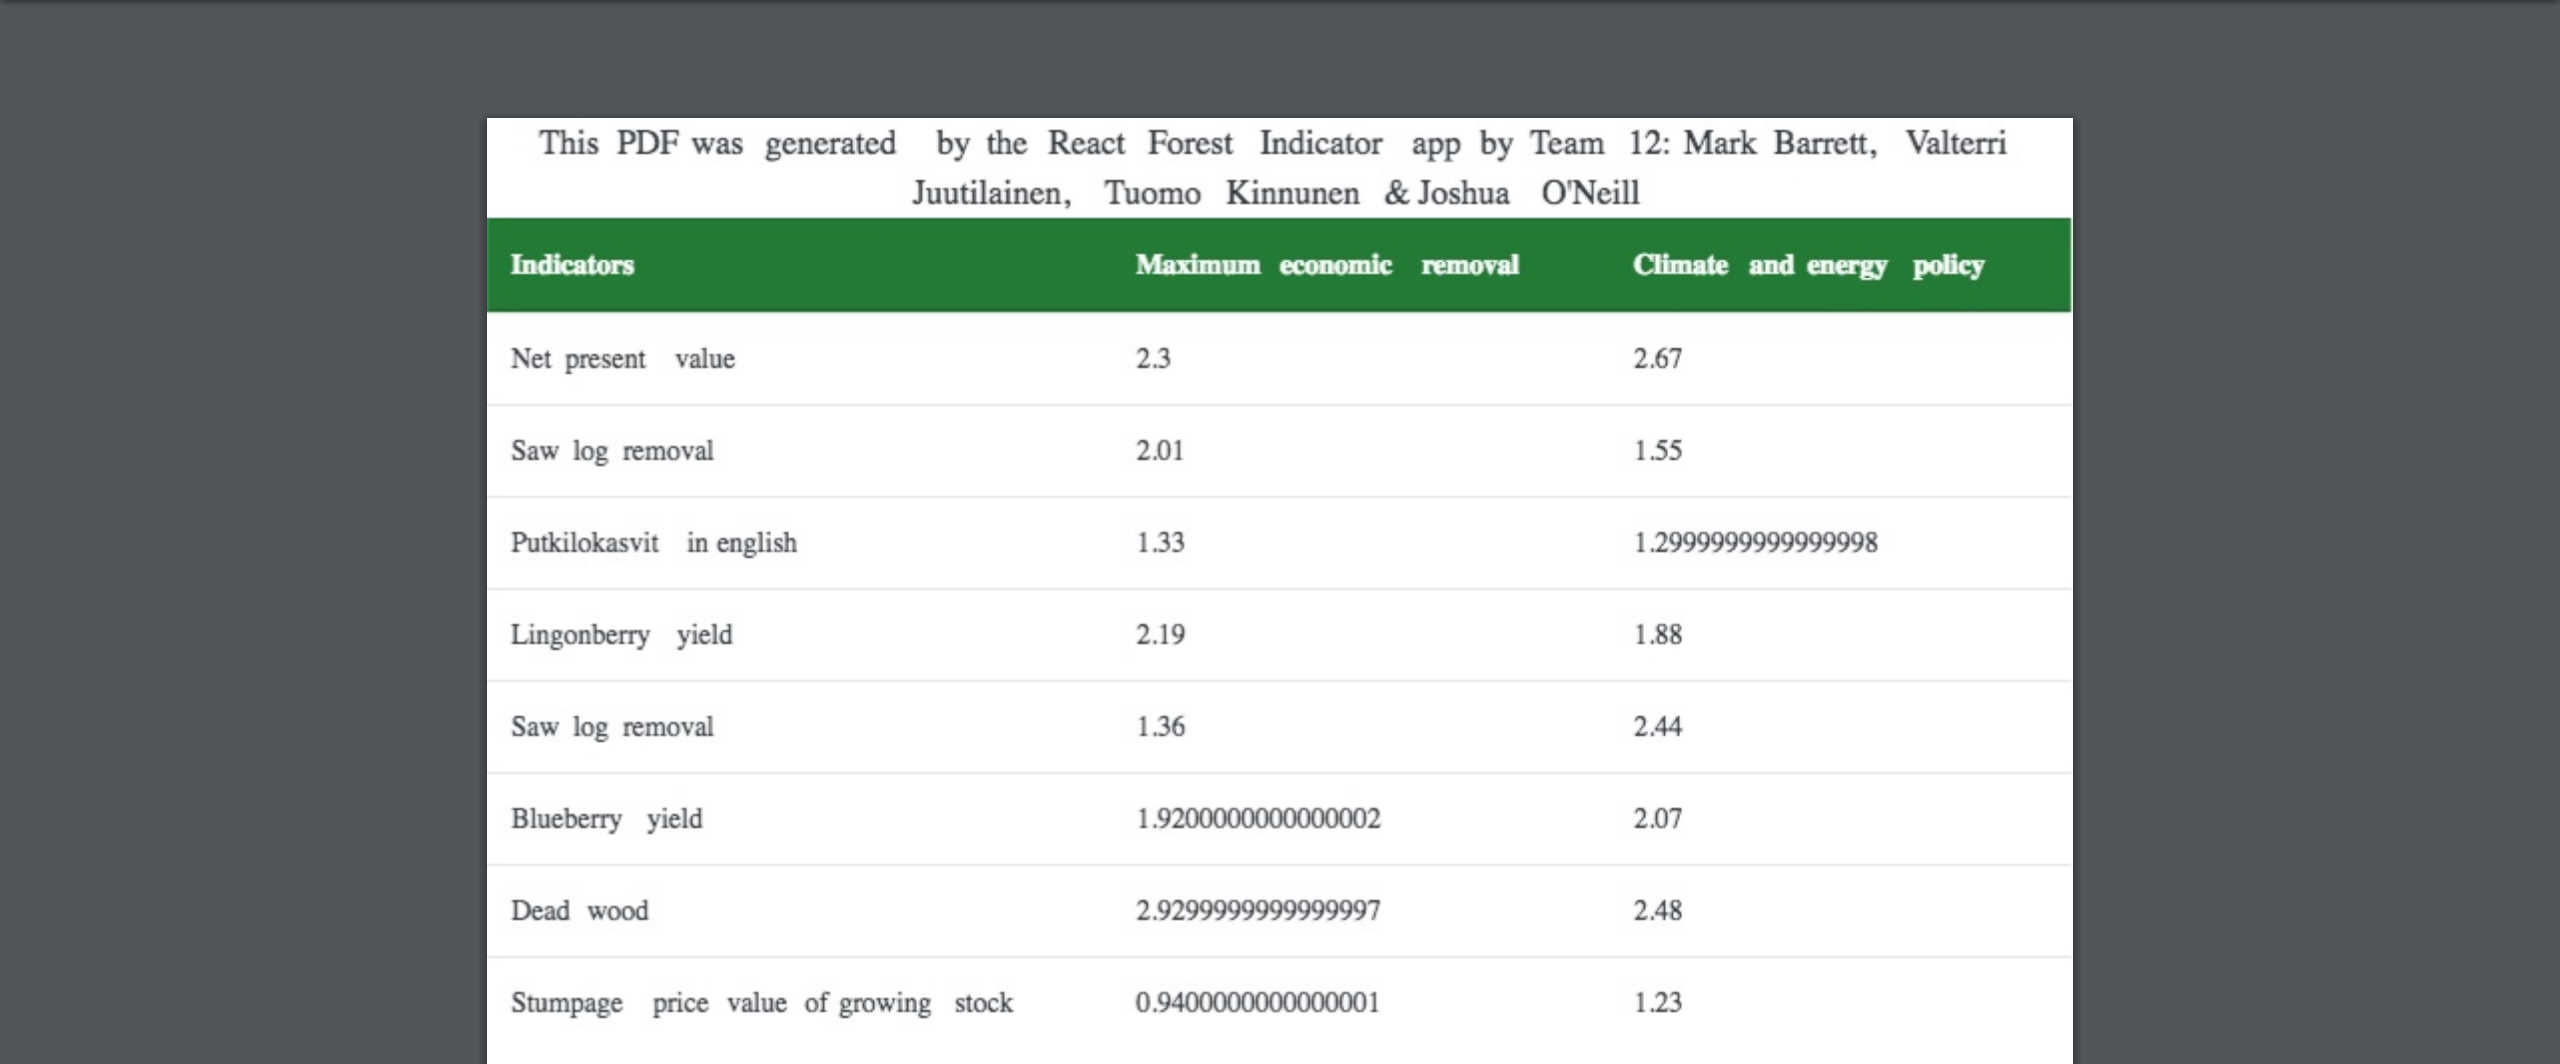 This PDF was generated by the React Forest Indicator app by Team 12: Mark Barrett, Valterri
Juutilainen, Tuomo Kinnunen & Joshua O'Neill
Indicators Maximum economic removal Climate and energy policy
Net present value 2.3 2.67
Saw log removal 2.01 1.55
Putkilokasvit in english 1.33 1.2999999999999998
Lingonberry yield 2.19 1.88
Saw log removal 1.36 2.44
Blueberry yield 1.9200000000000002 2.07
Dead wood 2.9299999999999997 2.48
Stumpage price value of growing stock 0.9400000000000001 1.23